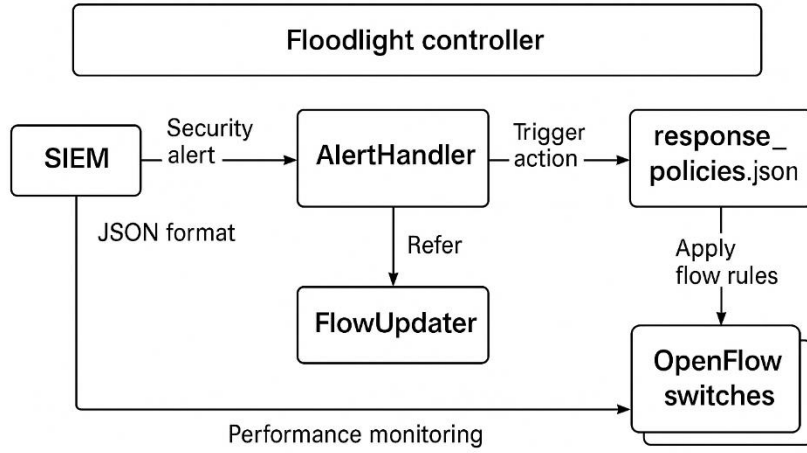 Floodlight controller
SIEM
Security
alert
AlertHandler
Trigger
action
response_
policies.json
JSON format
Refer
Apply
flow rules
FlowUpdater
OpenFlow
switches
Performance monitoring